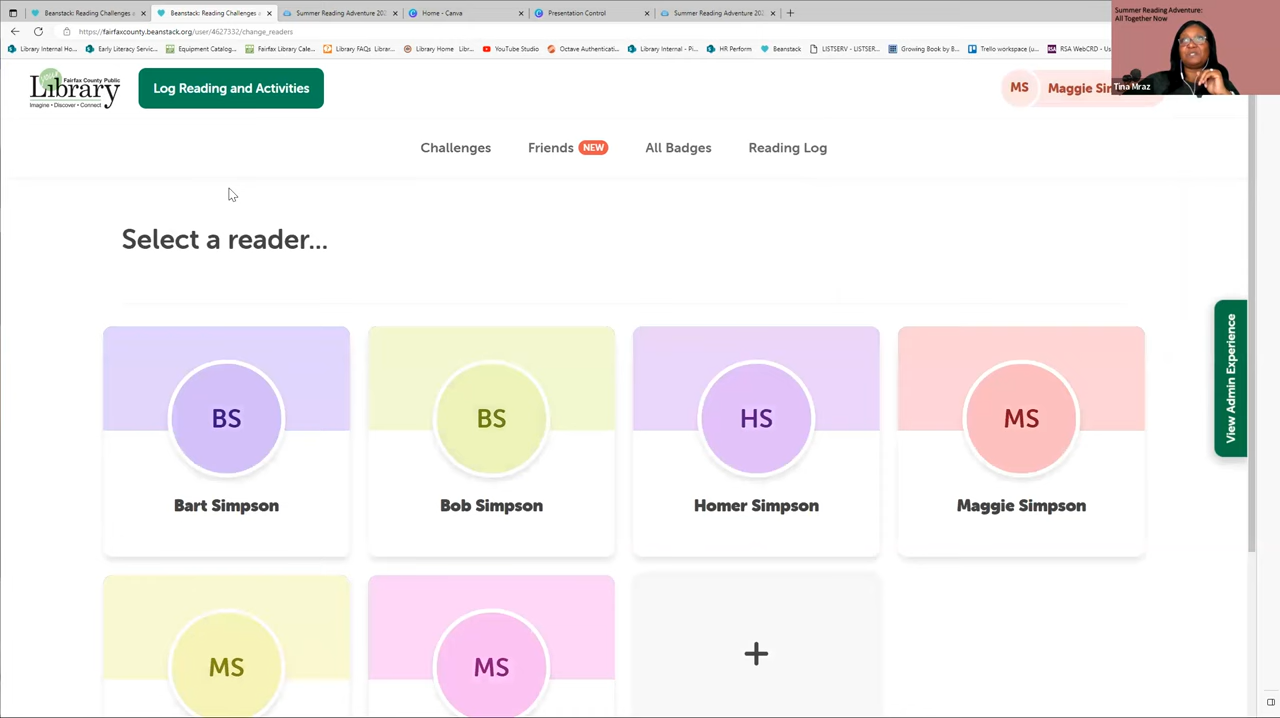 Beanstack: Reading Challenges
Beanstack: Reading Challenges
Summer Reading Adventure 202
Home - Canva
Presentation Control
Summer Reading Adventure 202
https://fairfaxcounty.beanstack.org/user/4627332/change_readers
Library Internal Ho...
Early Literacy Servic...
Equipment Catalog...
Fairfax Library Cale...
Library FAQs Librar...
Library Home Libr...
YouTube Studio
Octave Authenticati...
Library Internal - Pi...
HR Perform
Beanstack
LISTSERV - LISTSER...
Growing Book by B...
Trello workspace (u...
RSA WebCRD - Us
Summer Reading Adventure:
All Together Now
Tina Mraz
your
Fairfax County Public
Library
Imagine • Discover • Connect
Log Reading and Activities
MS
Maggie Sim
Challenges
Friends NEW
All Badges
Reading Log
Select a reader...
View Admin Experience
BS
Bart Simpson
BS
Bob Simpson
HS
Homer Simpson
MS
Maggie Simpson
MS
MS
+